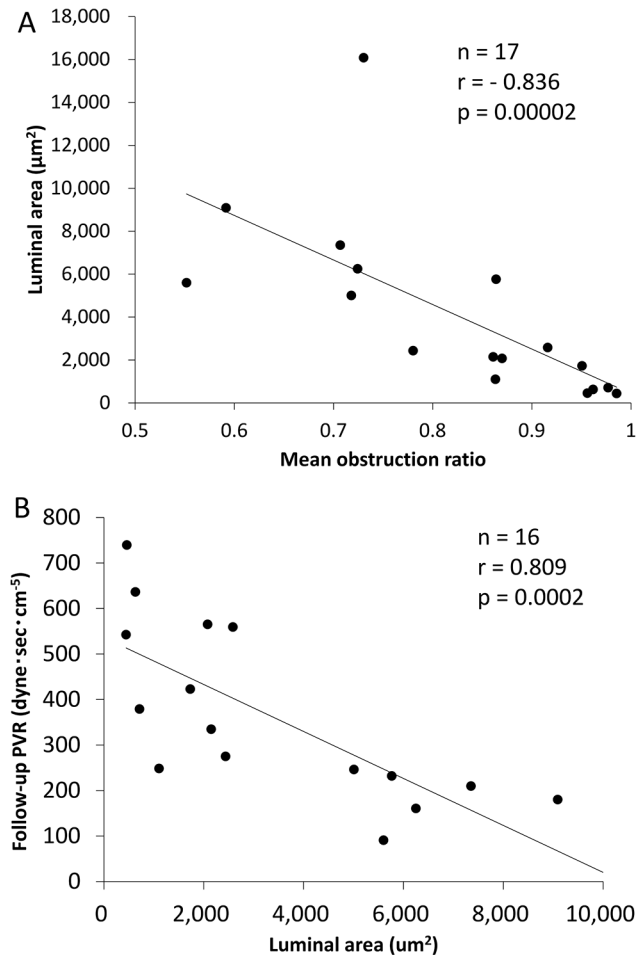 A
18,000
16,000
14,000
12,000
10,000
8,000
6,000
4,000
2,000
0
Luminal area (μm²)
n = 17
r = - 0.836
p = 0.00002
0.5 0.6 0.7 0.8 0.9 1
Mean obstruction ratio
B
800
700
600
500
400
300
200
100
0
Follow-up PVR (dyne·sec·cm⁻⁵)
n = 16
r = 0.809
p = 0.0002
0 2,000 4,000 6,000 8,000 10,000
Luminal area (um²)